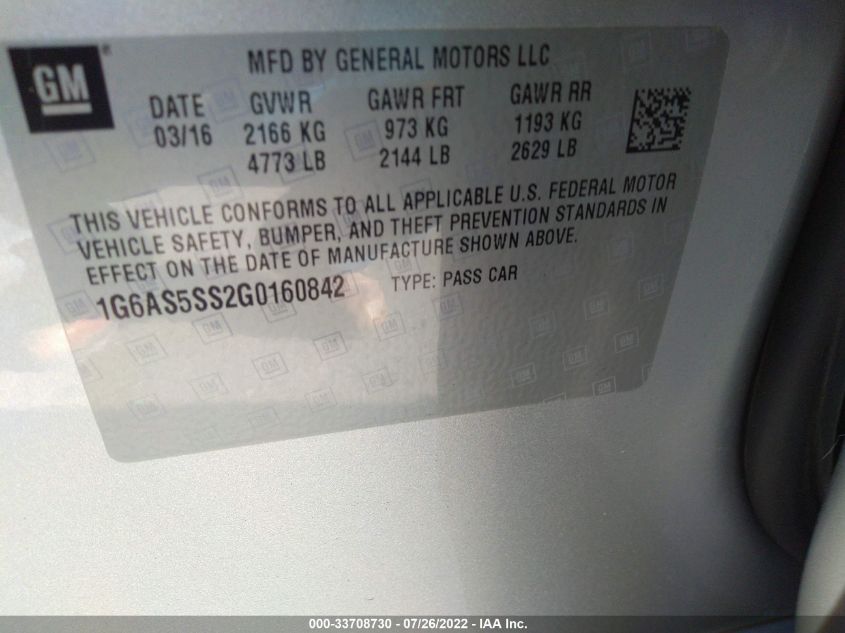 GM ®
MFD BY GENERAL MOTORS LLC
DATE GVWR GAWR FRT GAWR RR
03/16 2166 KG 973 KG 1193 KG
4773 LB 2144 LB 2629 LB
THIS VEHICLE CONFORMS TO ALL APPLICABLE U.S. FEDERAL MOTOR
VEHICLE SAFETY, BUMPER, AND THEFT PREVENTION STANDARDS IN
EFFECT ON THE DATE OF MANUFACTURE SHOWN ABOVE.
1G6AS5SS2G0160842 TYPE: PASS CAR
000-33708730 - 07/26/2022 - IAA Inc.